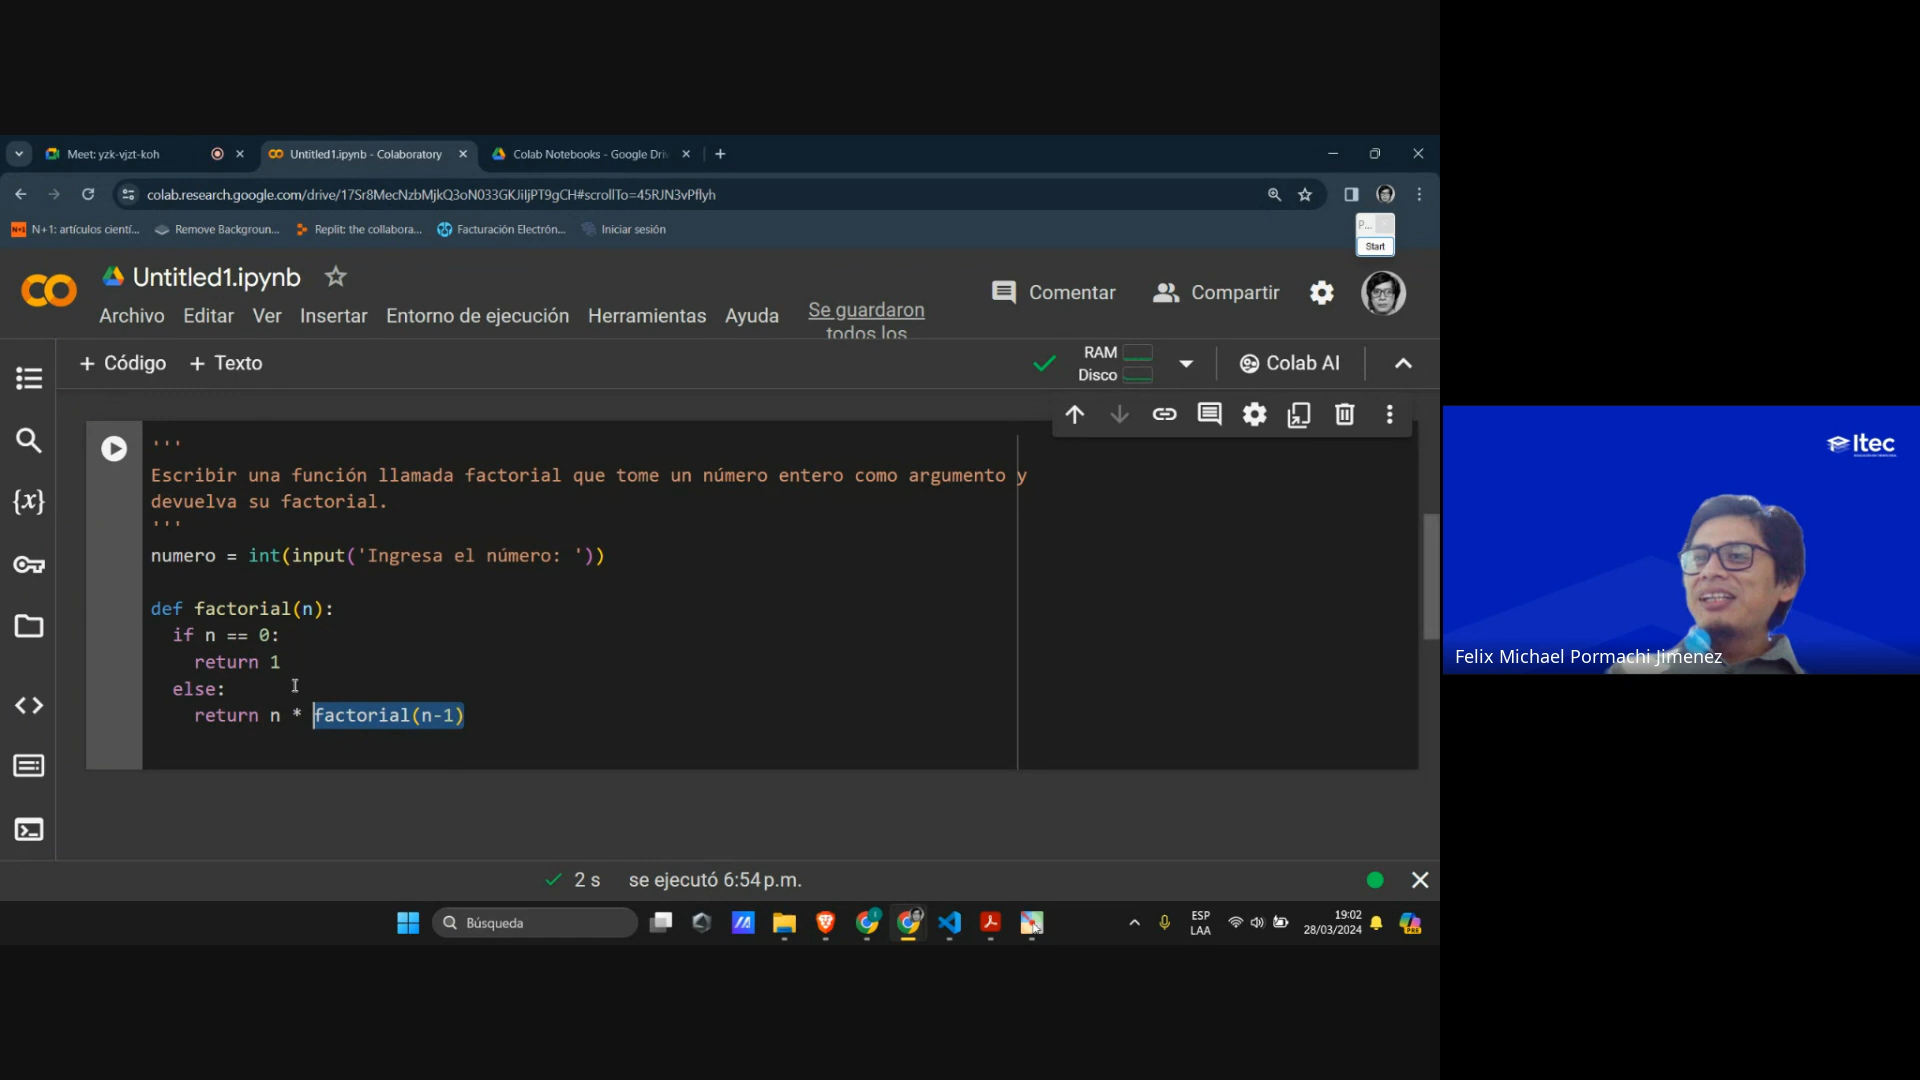 Meet: yzk-vjzt-koh
Untitled1.ipynb - Colaboratory
Colab Notebooks - Google Dri
colab.research.google.com/drive/17Sr8MecNzbMjkQ3oN033GKJiIjPT9gCH#scrollTo=45RJN3vPflyh
N+1: artículos cientí... Remove Backgroun... Replit: the collabora... Facturación Electrón... Iniciar sesión
P...
Start
Untitled1.ipynb
Comentar Compartir
Archivo Editar Ver Insertar Entorno de ejecución Herramientas Ayuda Se guardaron
todos los
+ Código + Texto
RAM
Disco
Colab AI
'''
Escribir una función llamada factorial que tome un número entero como argumento y
devuelva su factorial.
'''
numero = int(input('Ingresa el número: '))
def factorial(n):
if n == 0:
return 1
else:
return n * factorial(n-1)
2 s se ejecutó 6:54 p.m.
Búsqueda
ESP
LAA
19:02
28/03/2024
Itec
Felix Michael Pormachi Jimenez